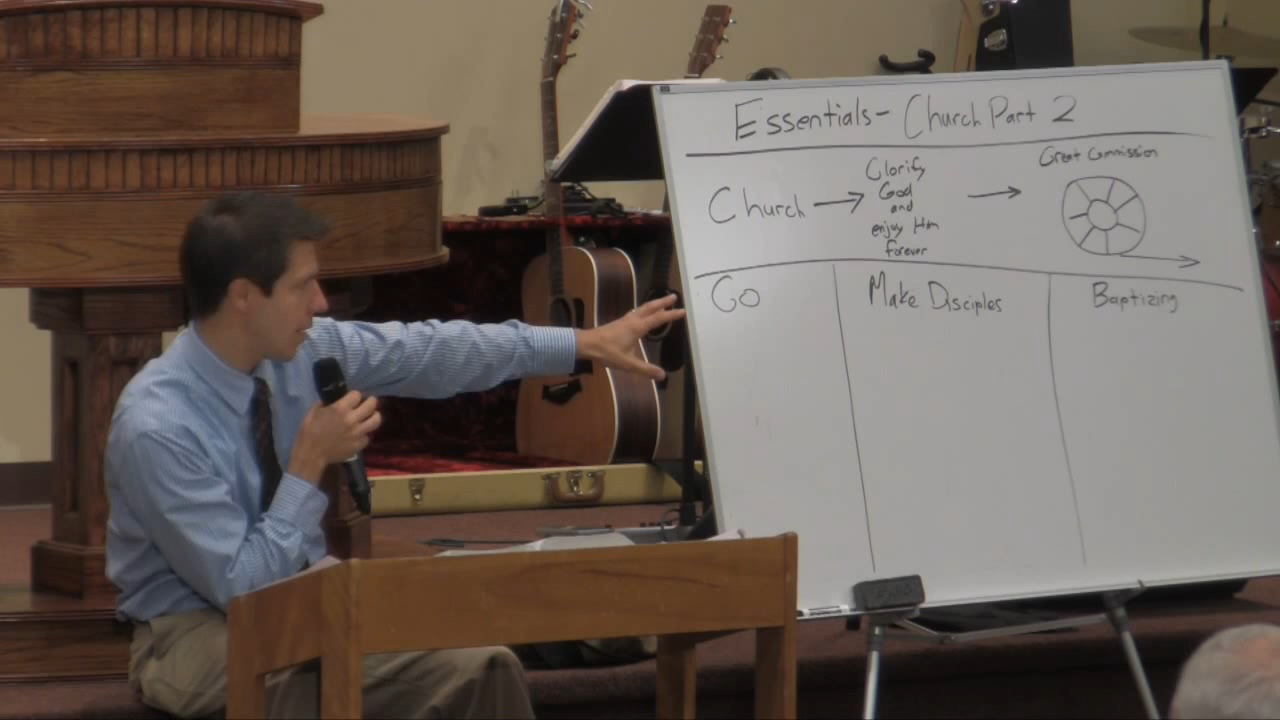 Essentials- Church Part 2
Church → Glorify
God
and
enjoy Him
forever
→ Great Commission
Go
Make Disciples
Baptizing